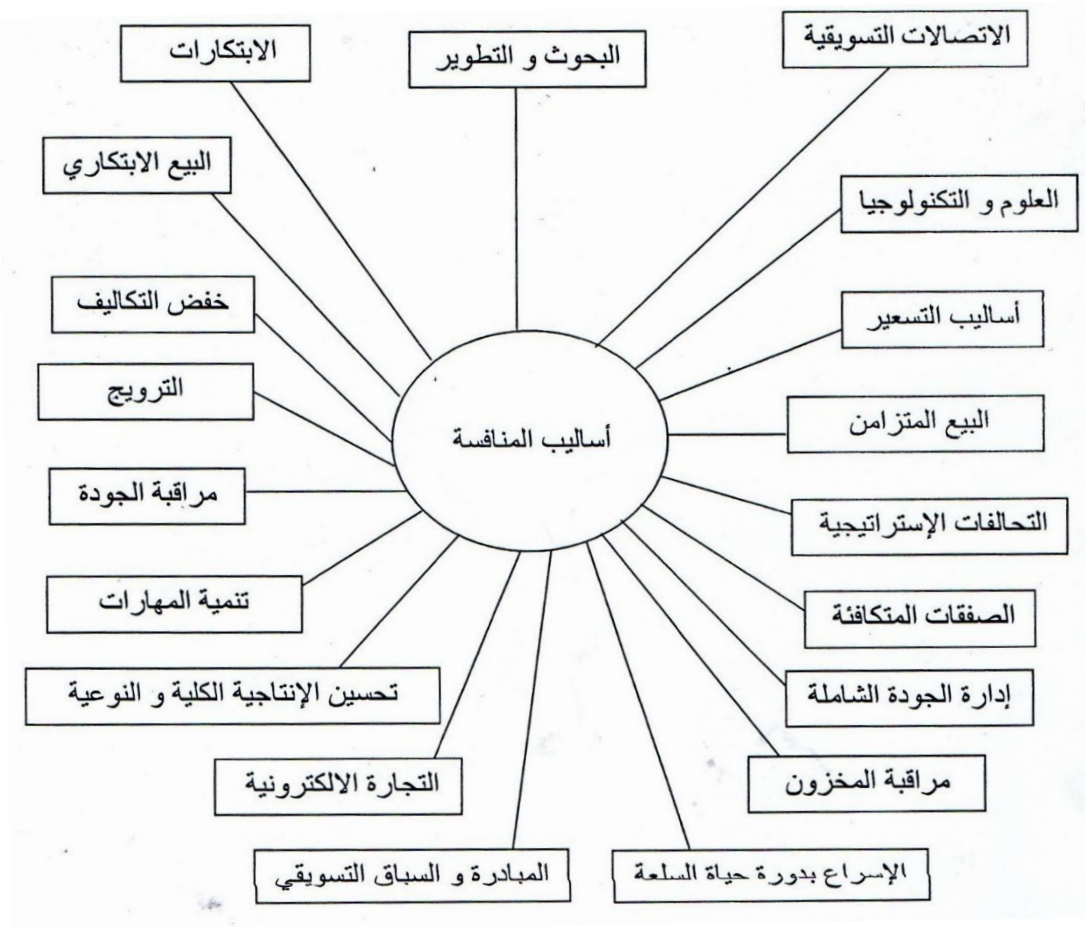 الاتصالات التسويقية
البحوث و التطوير
الابتكارات
العلوم و التكنولوجيا
البيع الابتكاري
أساليب التسعير
خفض التكاليف
البيع المتزامن
الترويج
أساليب المنافسة
التحالفات الإستراتيجية
مراقبة الجودة
الصفقات المتكافئة
تنمية المهارات
إدارة الجودة الشاملة
تحسين الإنتاجية الكلية و النوعية
مراقبة المخزون
التجارة الالكترونية
الإسراع بدورة حياة السلعة
المبادرة و السباق التسويقي